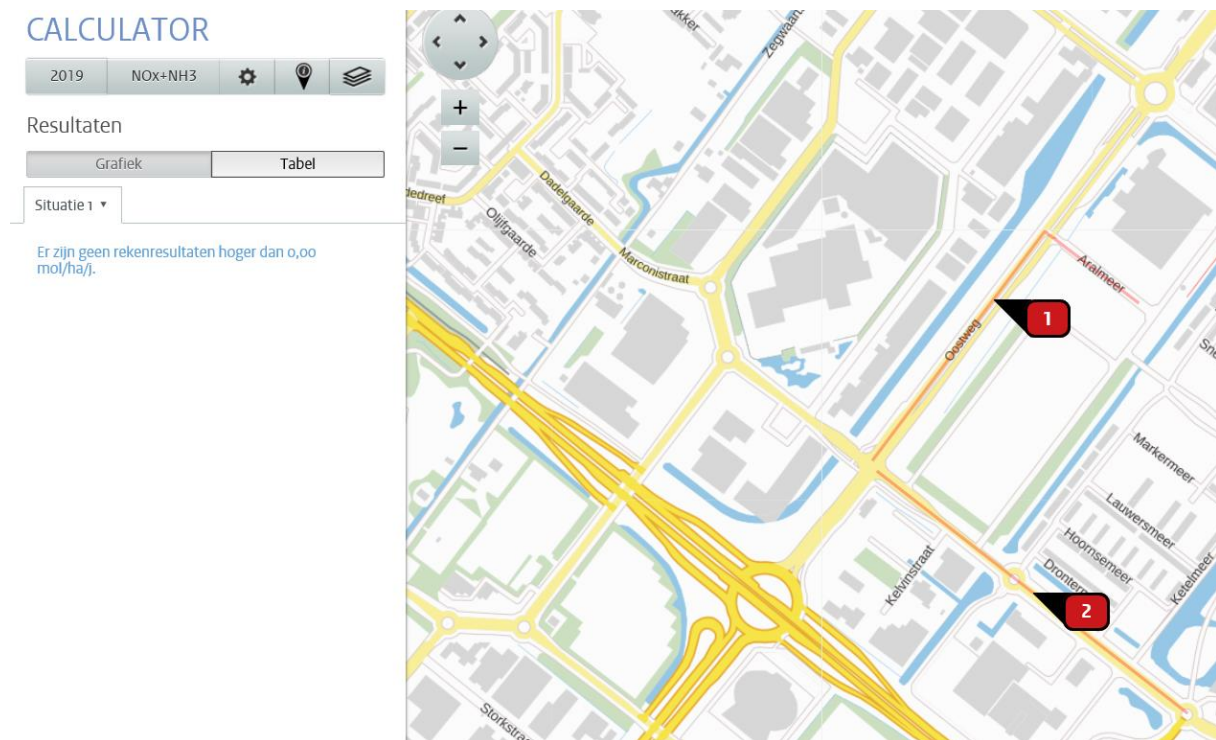 CALCULATOR
2019
NOx+NH3
Resultaten
Grafiek
Tabel
Situatie 1
Er zijn geen rekenresultaten hoger dan 0,00
mol/ha/j.
+
−
Dadelgaarde
Olijfgaarde
Marconistraat
Aralmeer
1
Oostweg
Markermeer
Lauwersmeer
Hoornsemeer
Kelvinstraat
Ketelmeer
2